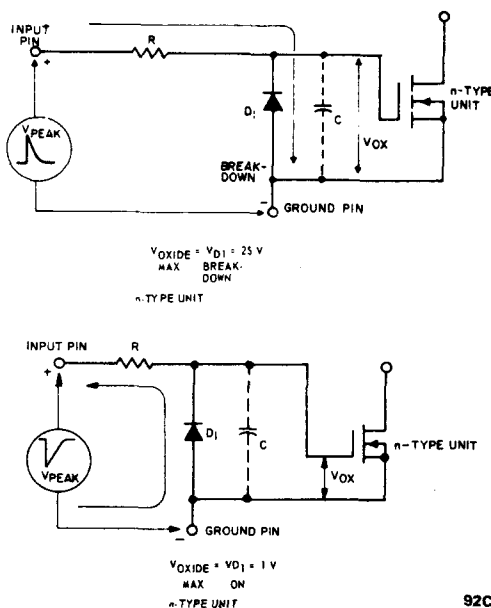 INPUT
PIN
+
R
VPEAK
D1
BREAK-
DOWN
C
VOX
n-TYPE
UNIT
-
GROUND PIN
VOXIDE = VD1 = 25 V
MAX BREAK-
DOWN
n-TYPE UNIT
INPUT PIN
R
+
VPEAK
D1
C
VOX
n-TYPE UNIT
-
GROUND PIN
VOXIDE = VD1 = 1 V
MAX ON
n-TYPE UNIT
92C